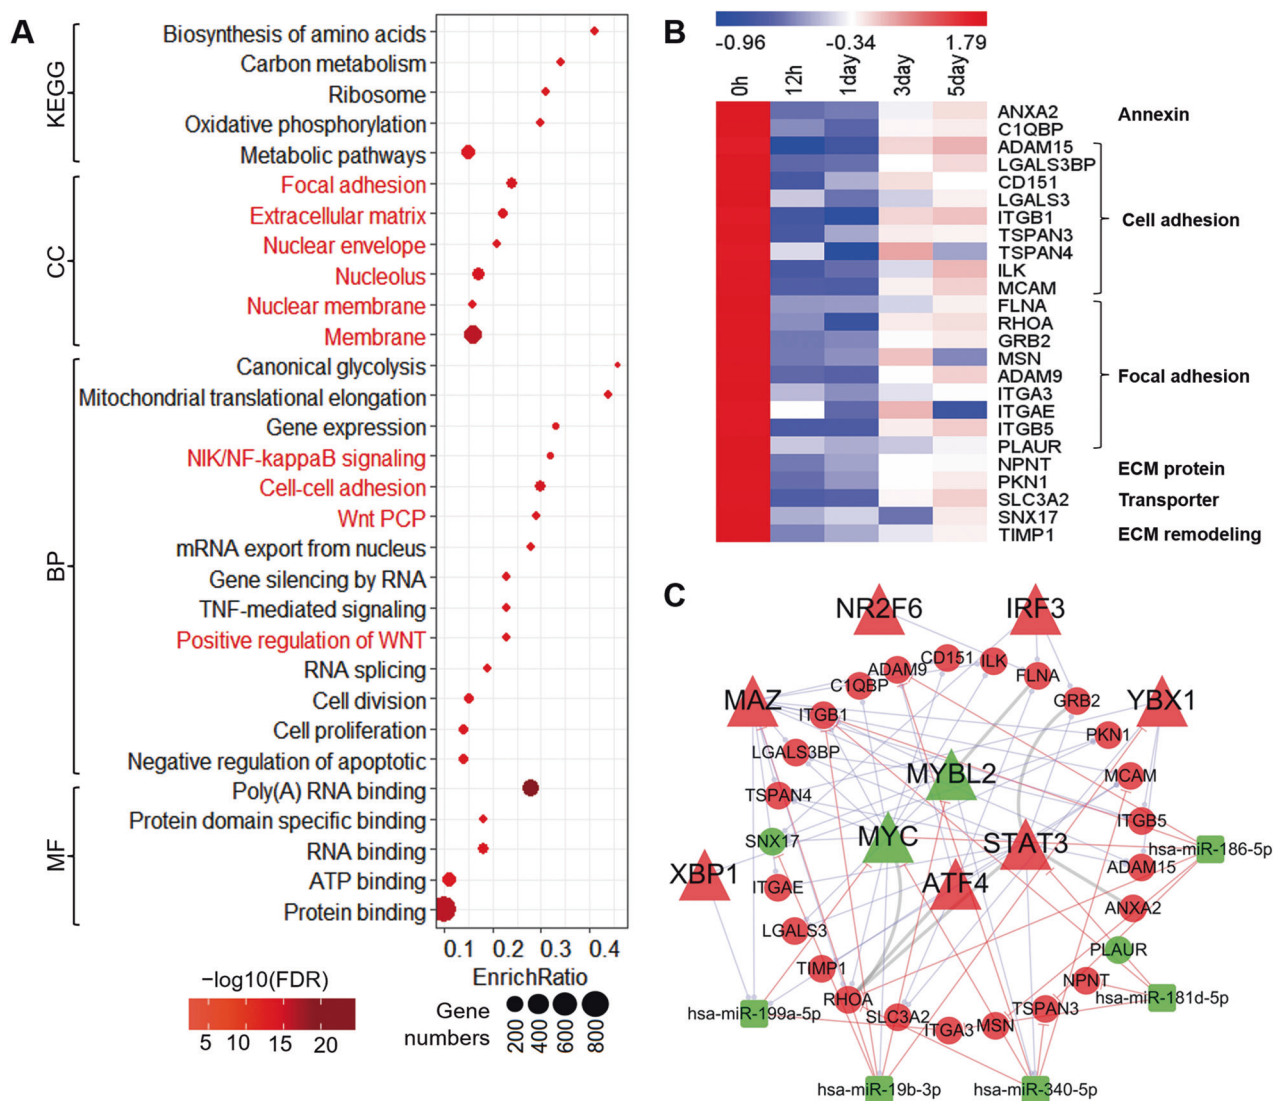 A
KEGG
Biosynthesis of amino acids
Carbon metabolism
Ribosome
Oxidative phosphorylation
Metabolic pathways
CC
Focal adhesion
Extracellular matrix
Nuclear envelope
Nucleolus
Nuclear membrane
Membrane
BP
Canonical glycolysis
Mitochondrial translational elongation
Gene expression
NIK/NF-kappaB signaling
Cell-cell adhesion
Wnt PCP
mRNA export from nucleus
Gene silencing by RNA
TNF-mediated signaling
Positive regulation of WNT
RNA splicing
Cell division
Cell proliferation
Negative regulation of apoptotic
MF
Poly(A) RNA binding
Protein domain specific binding
RNA binding
ATP binding
Protein binding
0.1 0.2 0.3 0.4
EnrichRatio
−log10(FDR)
5 10 15 20
Gene
numbers
200 400 600 800
B
-0.96 -0.34 1.79
0h 12h 1day 3day 5day
ANXA2
C1QBP
ADAM15
LGALS3BP
CD151
LGALS3
ITGB1
TSPAN3
TSPAN4
ILK
MCAM
FLNA
RHOA
GRB2
MSN
ADAM9
ITGA3
ITGAE
ITGB5
PLAUR
NPNT
PKN1
SLC3A2
SNX17
TIMP1
Annexin
Cell adhesion
Focal adhesion
ECM protein
Transporter
ECM remodeling
C
NR2F6 IRF3
CD151 ILK
ADAM9 FLNA
C1QBP GRB2
MAZ YBX1
ITGB1 PKN1
LGALS3BP
MYBL2 MCAM
TSPAN4
ITGB5
SNX17 MYC STAT3 hsa-miR-186-5p
ADAM15
XBP1 ITGAE ATF4
ANXA2
LGALS3
PLAUR
TIMP1 NPNT
RHOA TSPAN3 hsa-miR-181d-5p
hsa-miR-199a-5p SLC3A2 ITGA3 MSN
hsa-miR-19b-3p hsa-miR-340-5p